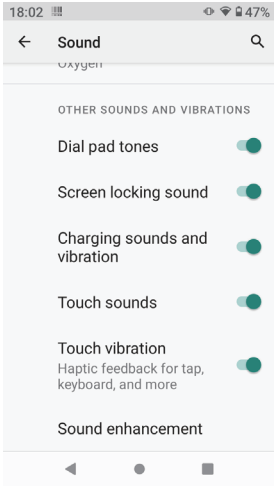 18:02 47%
Sound
Oxygen
OTHER SOUNDS AND VIBRATIONS
Dial pad tones
Screen locking sound
Charging sounds and
vibration
Touch sounds
Touch vibration
Haptic feedback for tap,
keyboard, and more
Sound enhancement